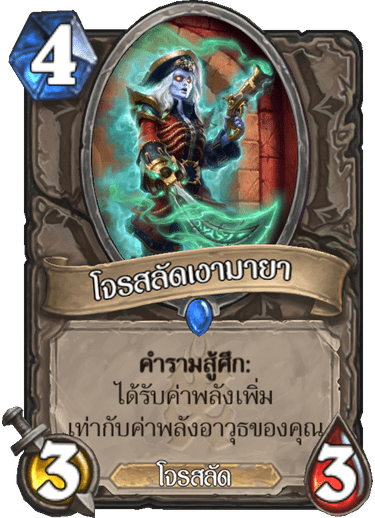 4
โจรสลัดเงามายา
คำรามสู้ศึก:
ได้รับค่าพลังเพิ่ม
เท่ากับค่าพลังอาวุธของคุณ
3
โจรสลัด
3